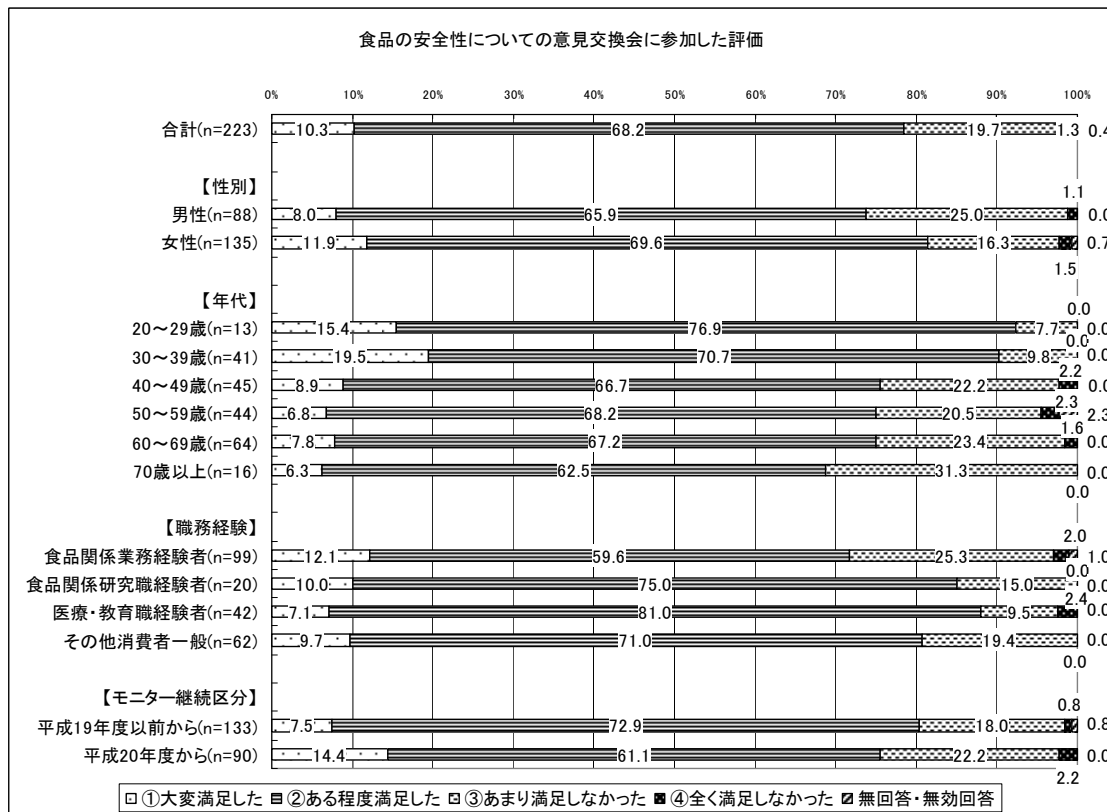 食品の安全性についての意見交換会に参加した評価
0% 10% 20% 30% 40% 50% 60% 70% 80% 90% 100%
合計(n=223) 10.3 68.2 19.7 1.3 0.4
【性別】 1.1
男性(n=88) 8.0 65.9 25.0 0.0
女性(n=135) 11.9 69.6 16.3 0.7
1.5
【年代】 0.0
20～29歳(n=13) 15.4 76.9 7.7 0.0
0.0
30～39歳(n=41) 19.5 70.7 9.8 0.0
2.2
40～49歳(n=45) 8.9 66.7 22.2 0.0
2.3
50～59歳(n=44) 6.8 68.2 20.5 2.3
1.6
60～69歳(n=64) 7.8 67.2 23.4 0.0
70歳以上(n=16) 6.3 62.5 31.3 0.0
0.0
【職務経験】 2.0
食品関係業務経験者(n=99) 12.1 59.6 25.3 1.0
0.0
食品関係研究職経験者(n=20) 10.0 75.0 15.0 0.0
2.4
医療・教育職経験者(n=42) 7.1 81.0 9.5 0.0
その他消費者一般(n=62) 9.7 71.0 19.4 0.0
0.0
【モニター継続区分】 0.8
平成19年度以前から(n=133) 7.5 72.9 18.0 0.8
平成20年度から(n=90) 14.4 61.1 22.2 0.0
2.2
①大変満足した ②ある程度満足した ③あまり満足しなかった ④全く満足しなかった 無回答・無効回答